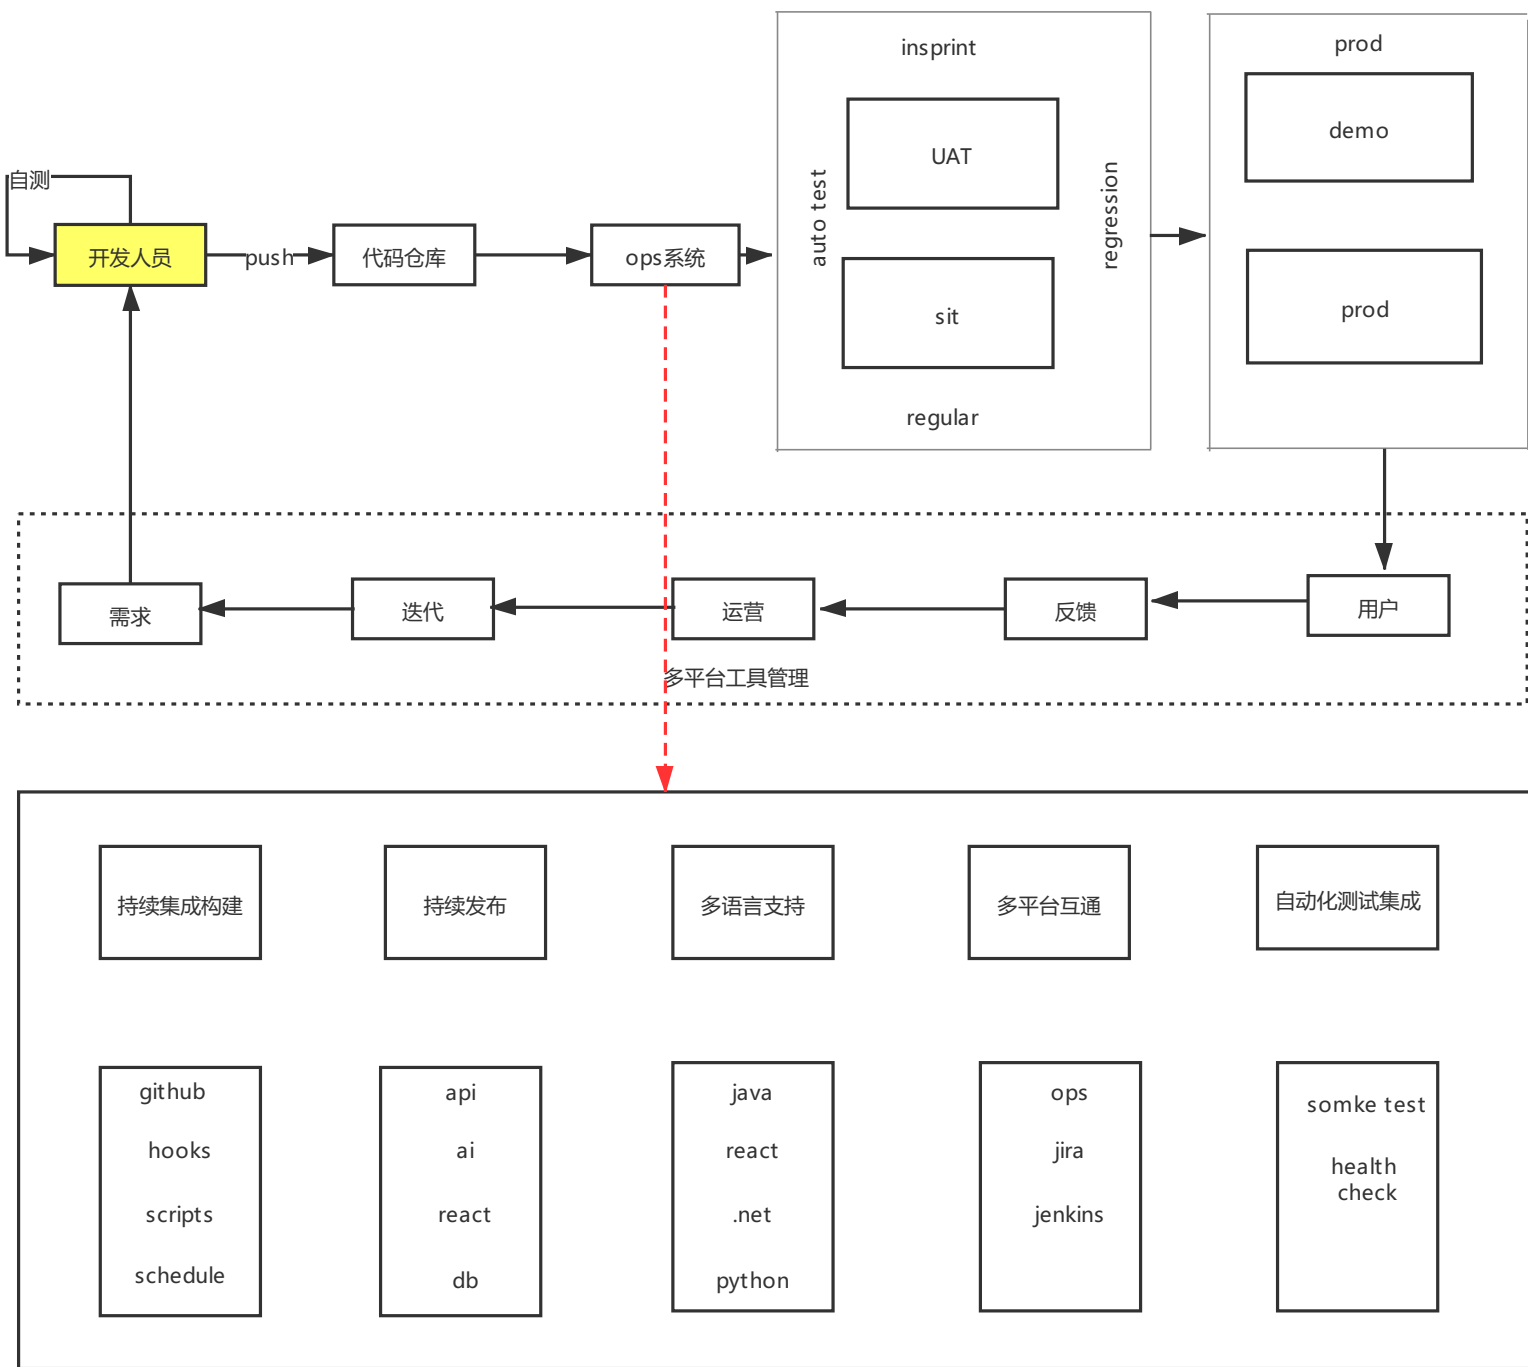 insprint
prod
demo
UAT
auto test
regression
自测
开发人员
push
代码仓库
ops系统
sit
prod
regular
需求
迭代
运营
反馈
用户
多平台工具管理
持续集成构建
持续发布
多语言支持
多平台互通
自动化测试集成
github
hooks
scripts
schedule
api
ai
react
db
java
react
.net
python
ops
jira
jenkins
somke test
health
check